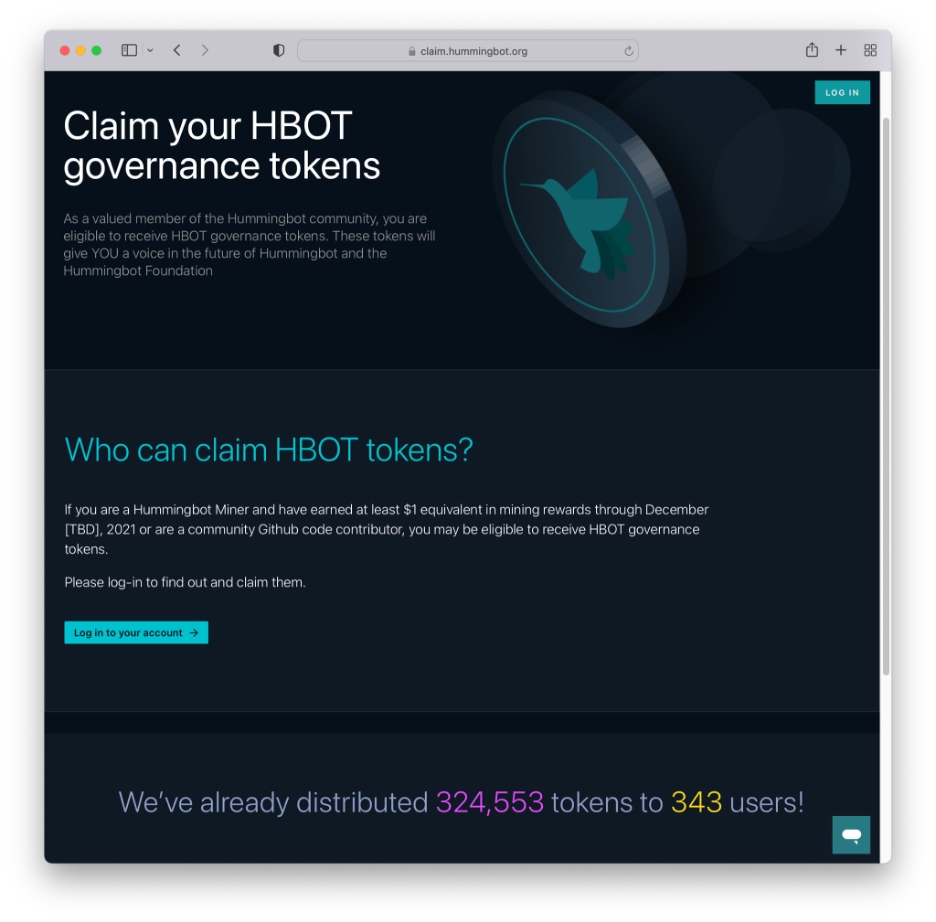 claim.hummingbot.org
LOG IN
Claim your HBOT
governance tokens
As a valued member of the Hummingbot community, you are
eligible to receive HBOT governance tokens. These tokens will
give YOU a voice in the future of Hummingbot and the
Hummingbot Foundation
Who can claim HBOT tokens?
If you are a Hummingbot Miner and have earned at least $1 equivalent in mining rewards through December
[TBD], 2021 or are a community Github code contributor, you may be eligible to receive HBOT governance
tokens.
Please log-in to find out and claim them.
Log in to your account →
We've already distributed 324,553 tokens to 343 users!